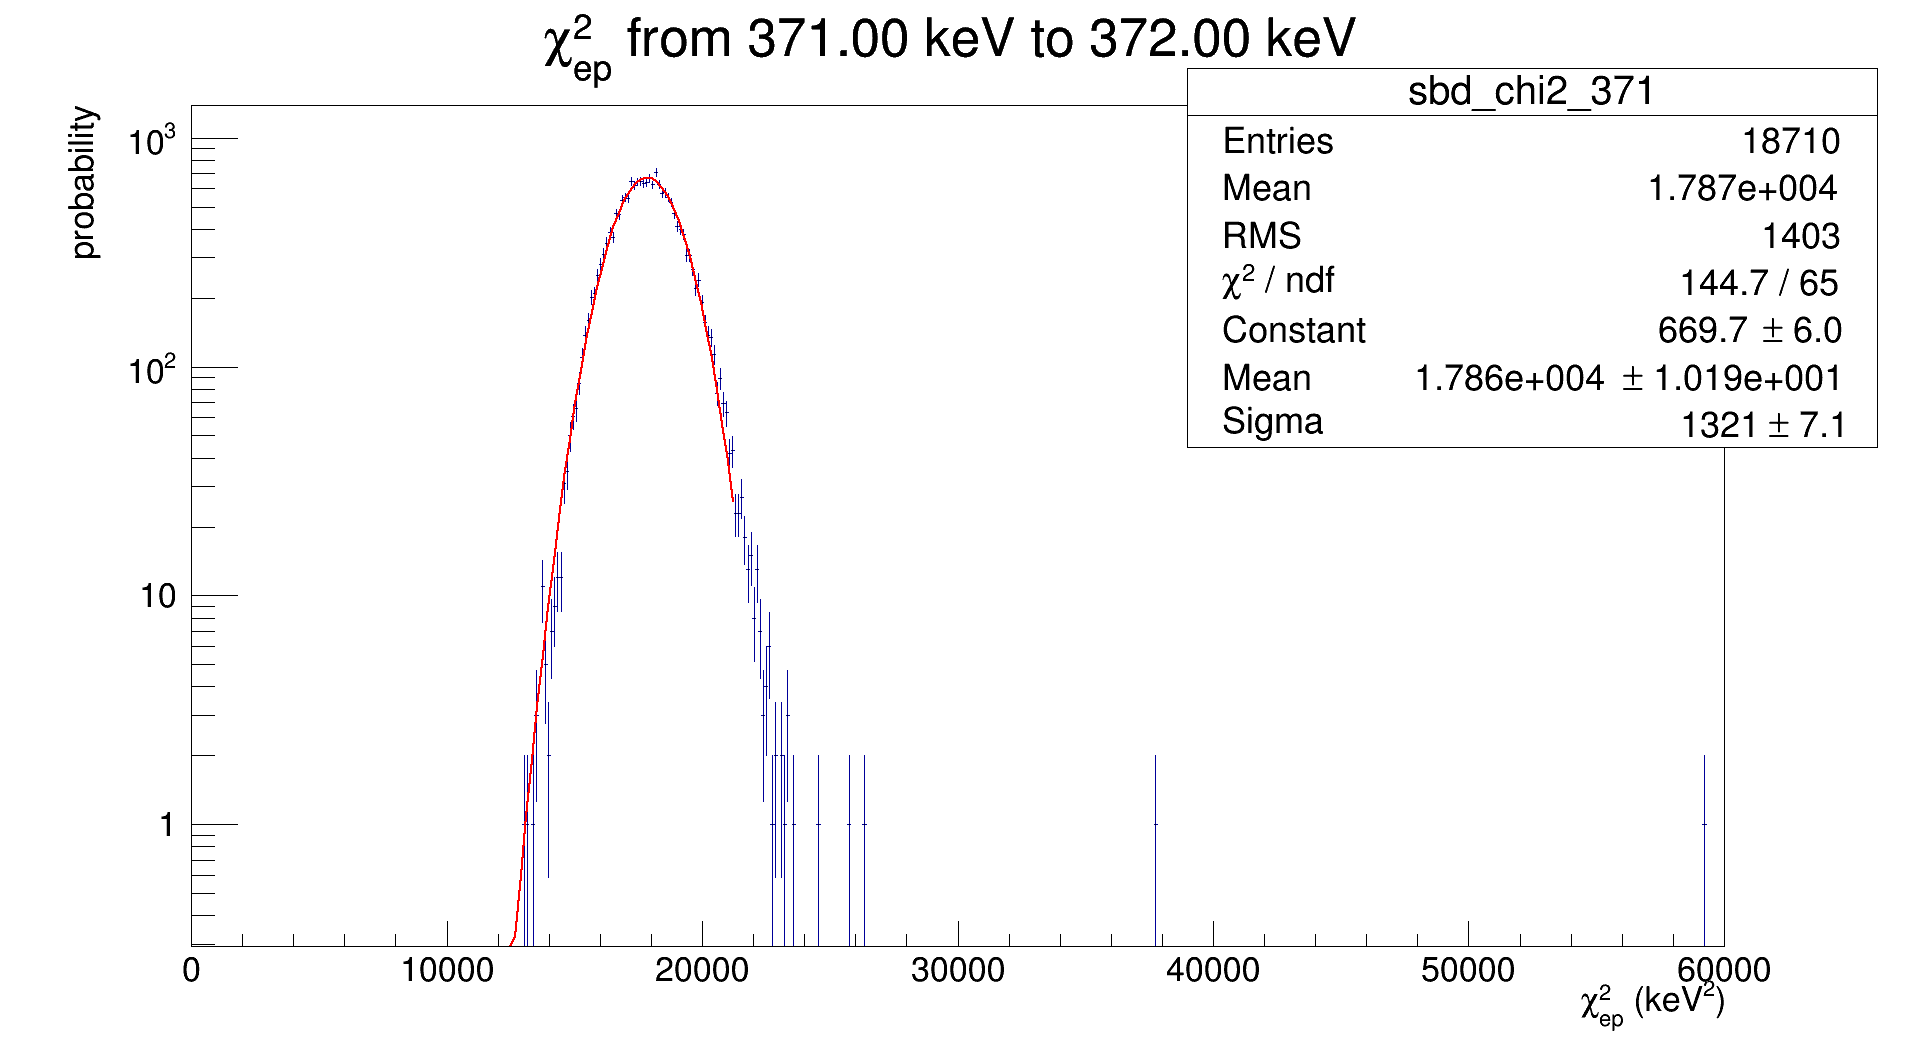 χ²ep from 371.00 keV to 372.00 keV
sbd_chi2_371
Entries 18710
Mean 1.787e+004
RMS 1403
χ² / ndf 144.7 / 65
Constant 669.7 ± 6.0
Mean 1.786e+004 ± 1.019e+001
Sigma 1321 ± 7.1
probability
10³
10²
10
1
0 10000 20000 30000 40000 50000 60000
χ²ep (keV²)